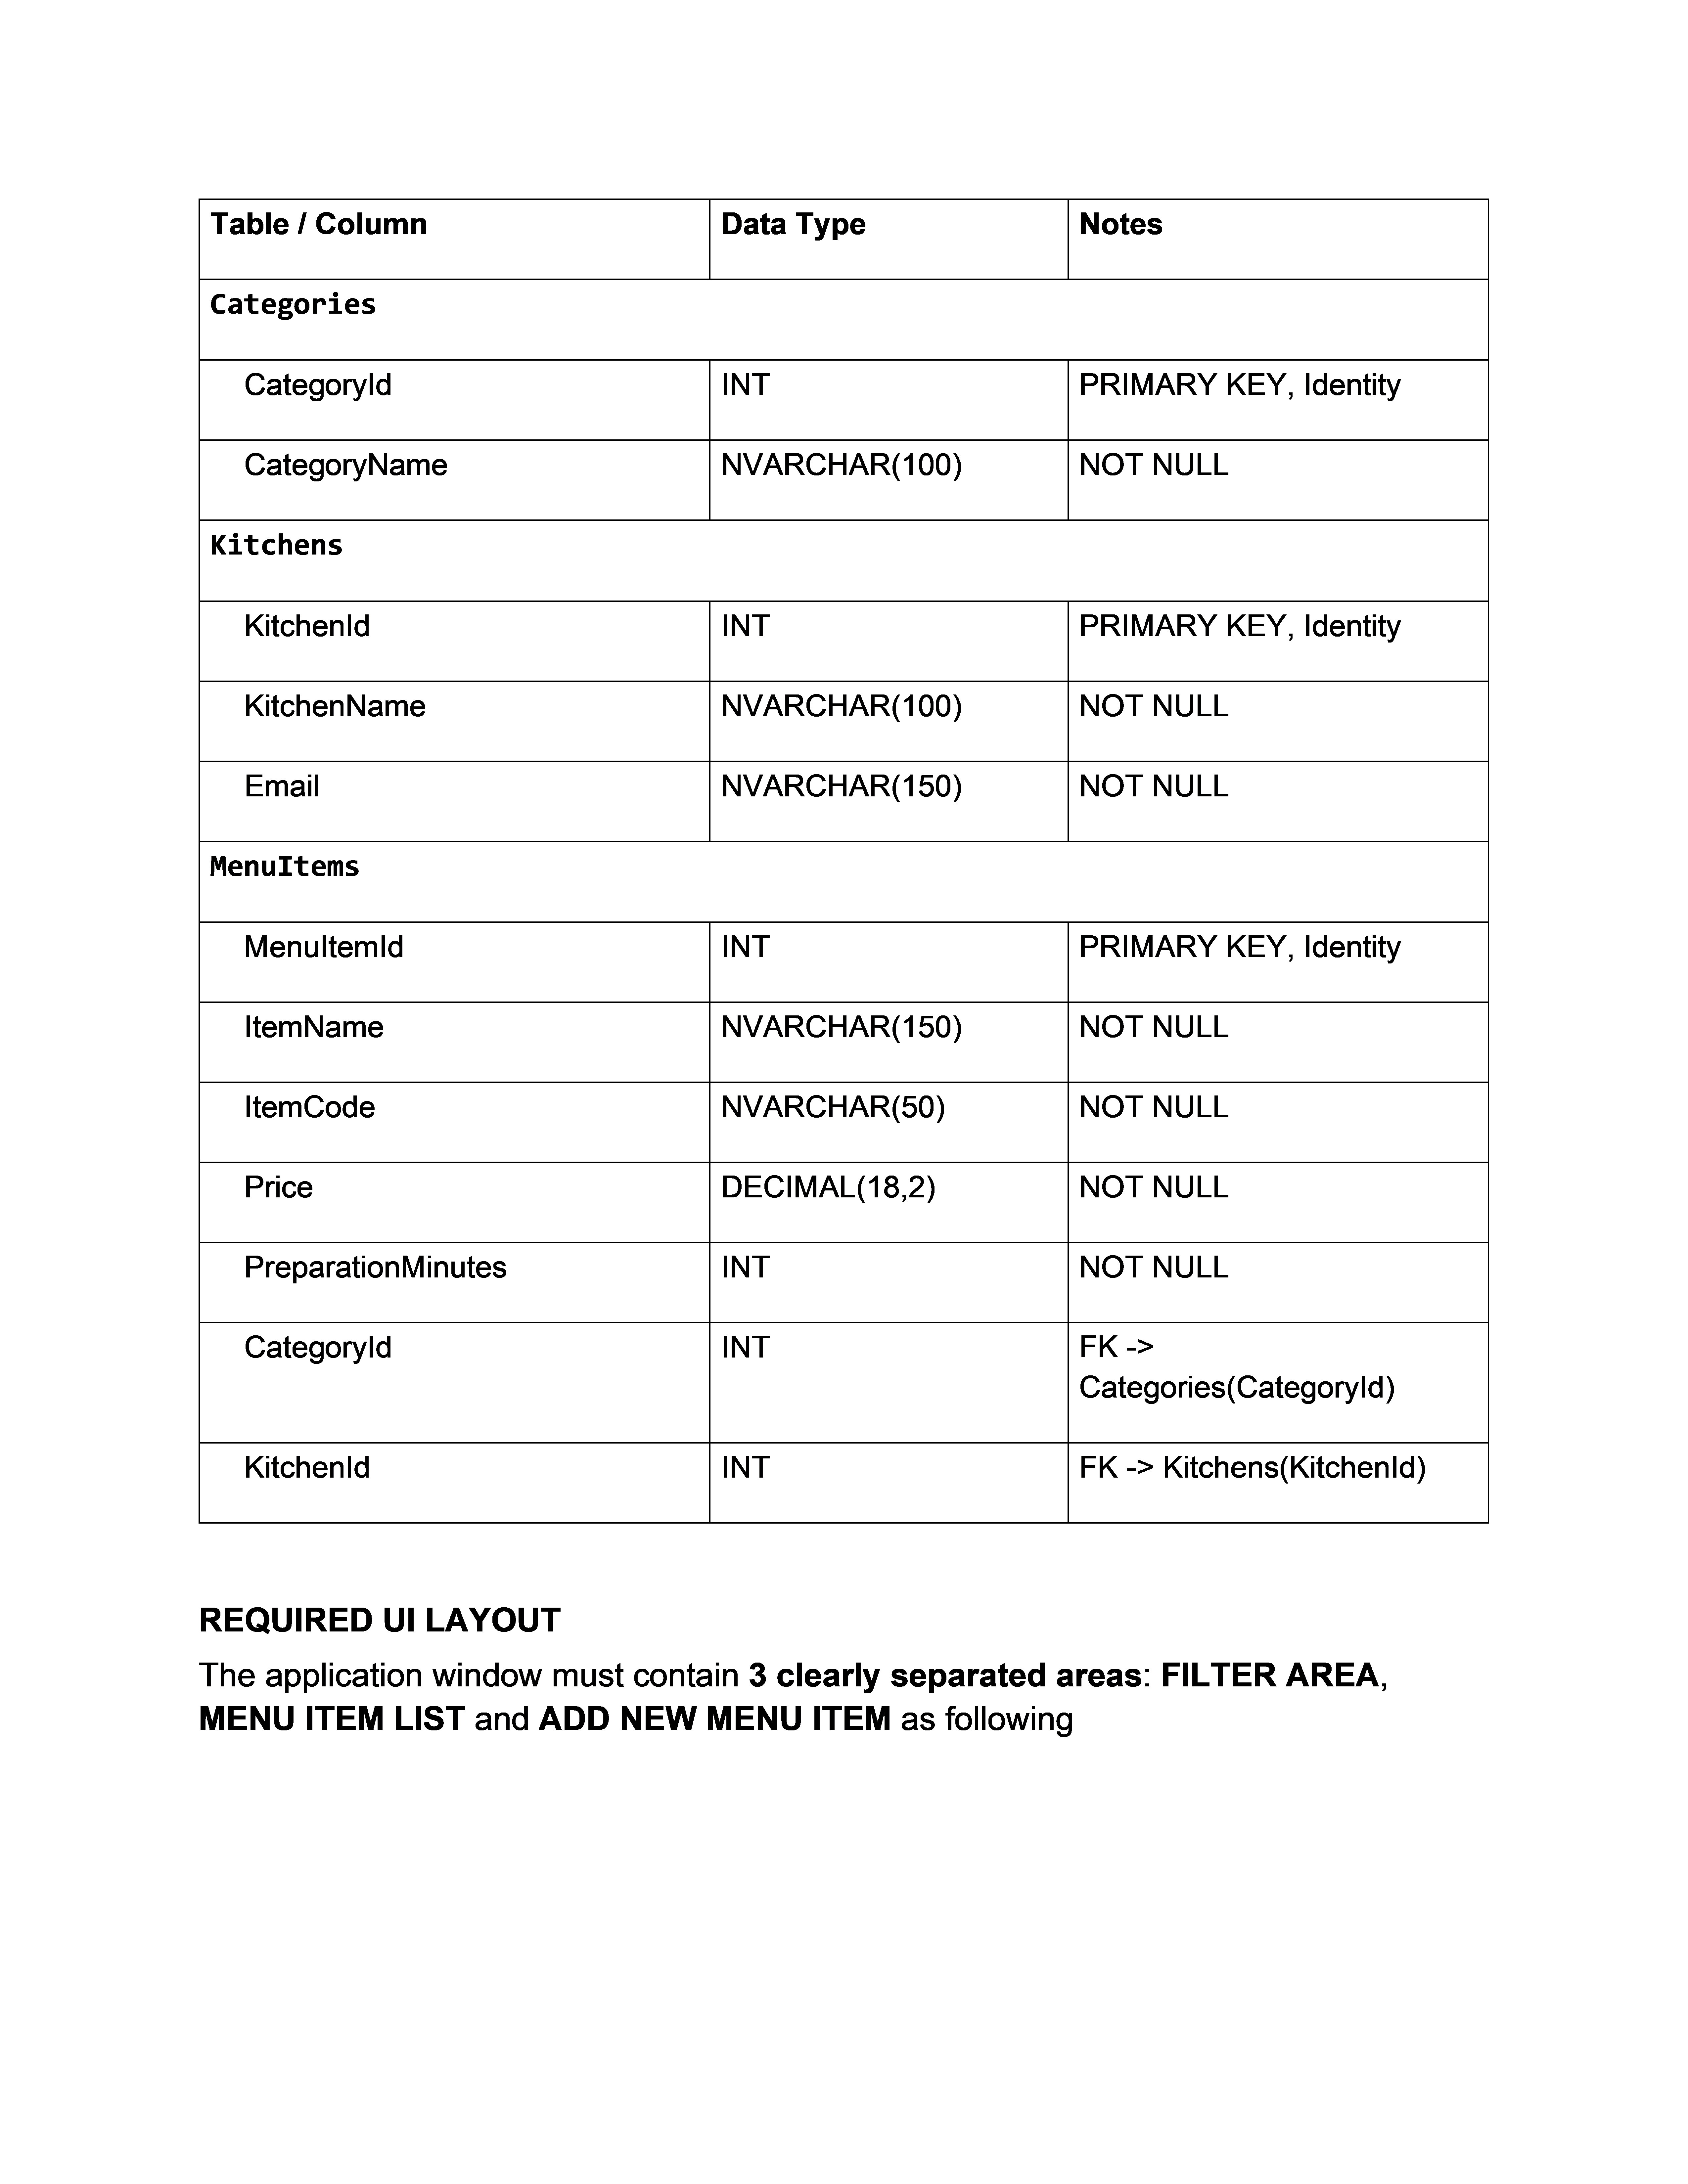 Table / Column Data Type Notes
Categories
CategoryId INT PRIMARY KEY, Identity
CategoryName NVARCHAR(100) NOT NULL
Kitchens
KitchenId INT PRIMARY KEY, Identity
KitchenName NVARCHAR(100) NOT NULL
Email NVARCHAR(150) NOT NULL
MenuItems
MenuItemId INT PRIMARY KEY, Identity
ItemName NVARCHAR(150) NOT NULL
ItemCode NVARCHAR(50) NOT NULL
Price DECIMAL(18,2) NOT NULL
PreparationMinutes INT NOT NULL
CategoryId INT FK ->
Categories(CategoryId)
KitchenId INT FK -> Kitchens(KitchenId)
REQUIRED UI LAYOUT
The application window must contain 3 clearly separated areas: FILTER AREA,
MENU ITEM LIST and ADD NEW MENU ITEM as following